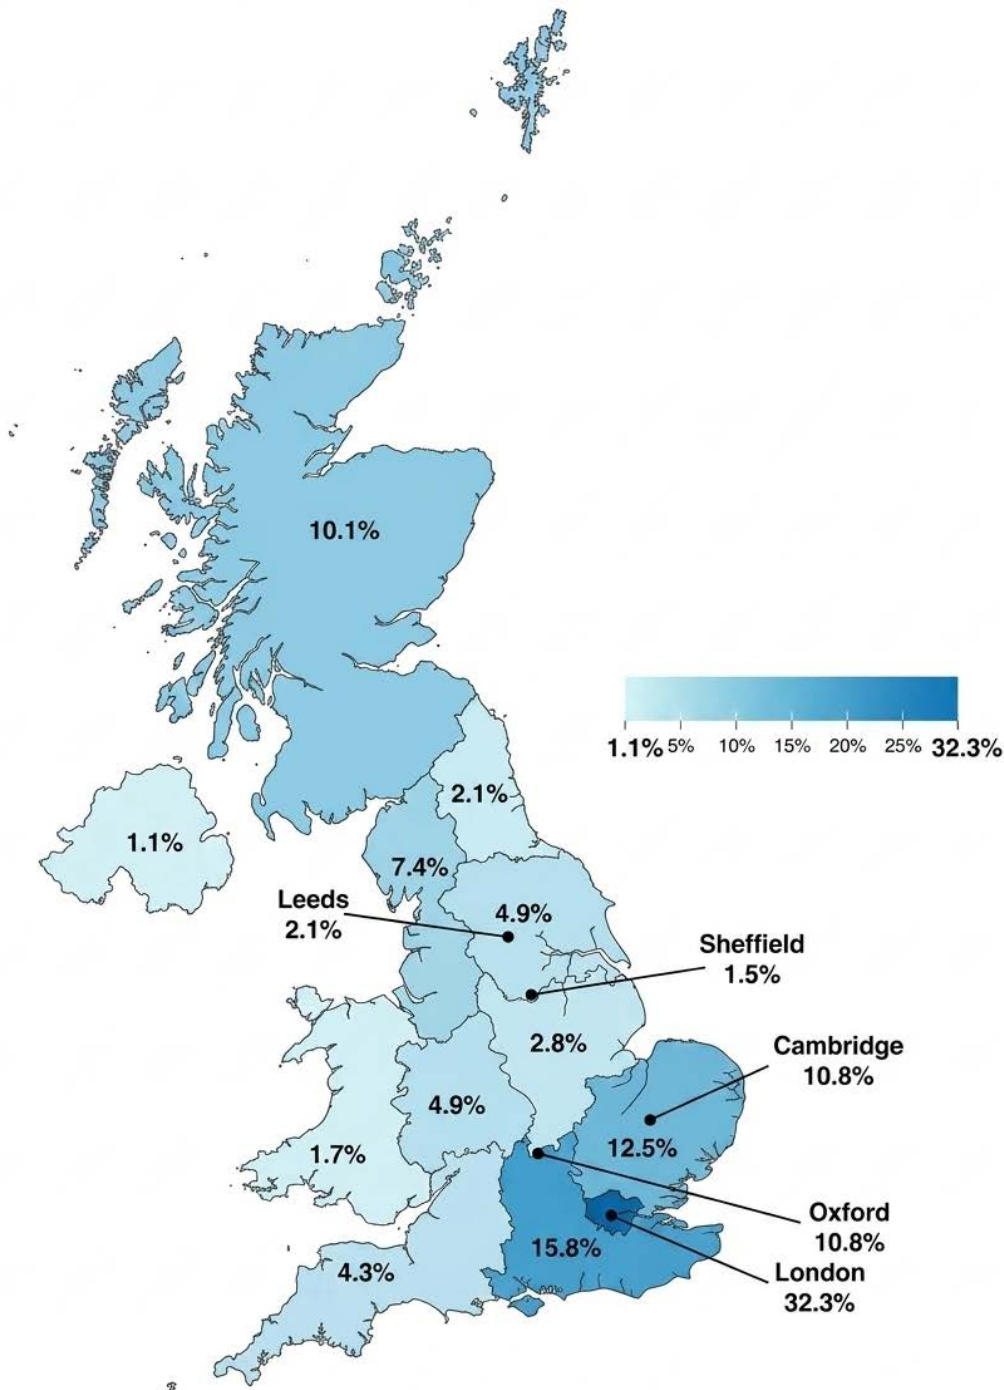 10.1%
1.1% 5% 10% 15% 20% 25% 32.3%
2.1%
1.1%
7.4%
Leeds
2.1%
4.9%
Sheffield
1.5%
2.8%
Cambridge
10.8%
4.9%
12.5%
1.7%
Oxford
10.8%
15.8%
London
32.3%
4.3%